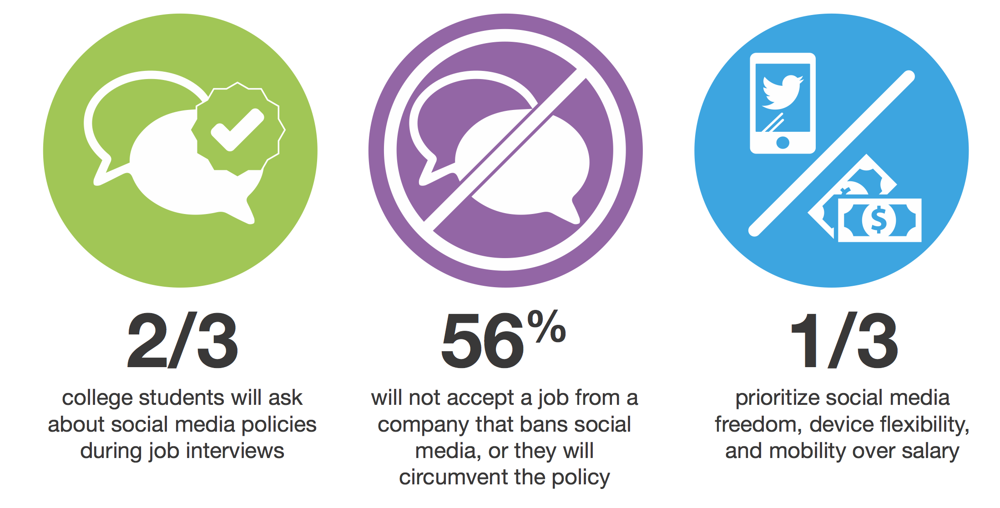 2/3
college students will ask
about social media policies
during job interviews
56%
will not accept a job from a
company that bans social
media, or they will
circumvent the policy
$
1/3
prioritize social media
freedom, device flexibility,
and mobility over salary